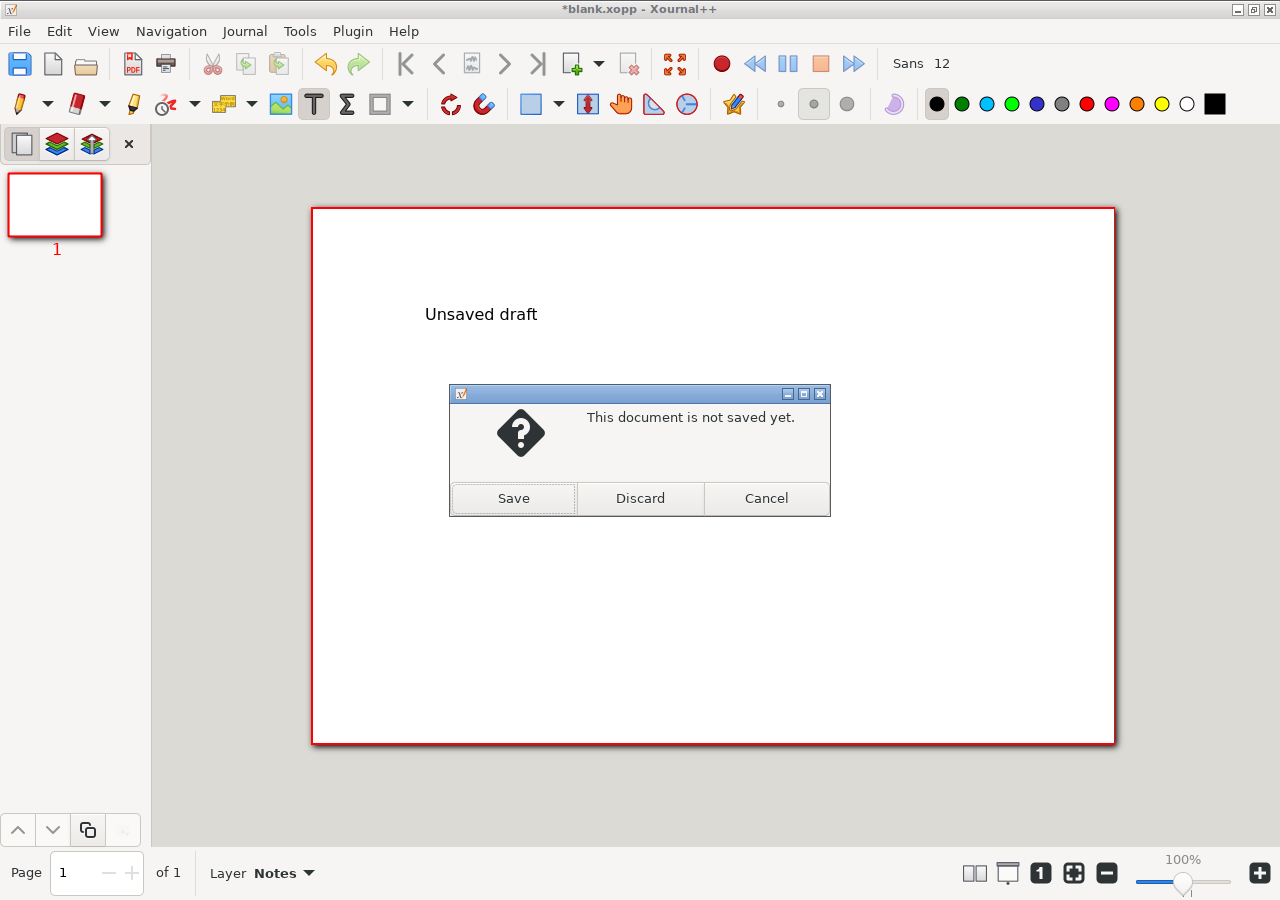 *blank.xopp - Xournal++
File Edit View Navigation Journal Tools Plugin Help
Sans 12
1
Unsaved draft
This document is not saved yet.
Save Discard Cancel
Page 1 of 1 Layer Notes
100%